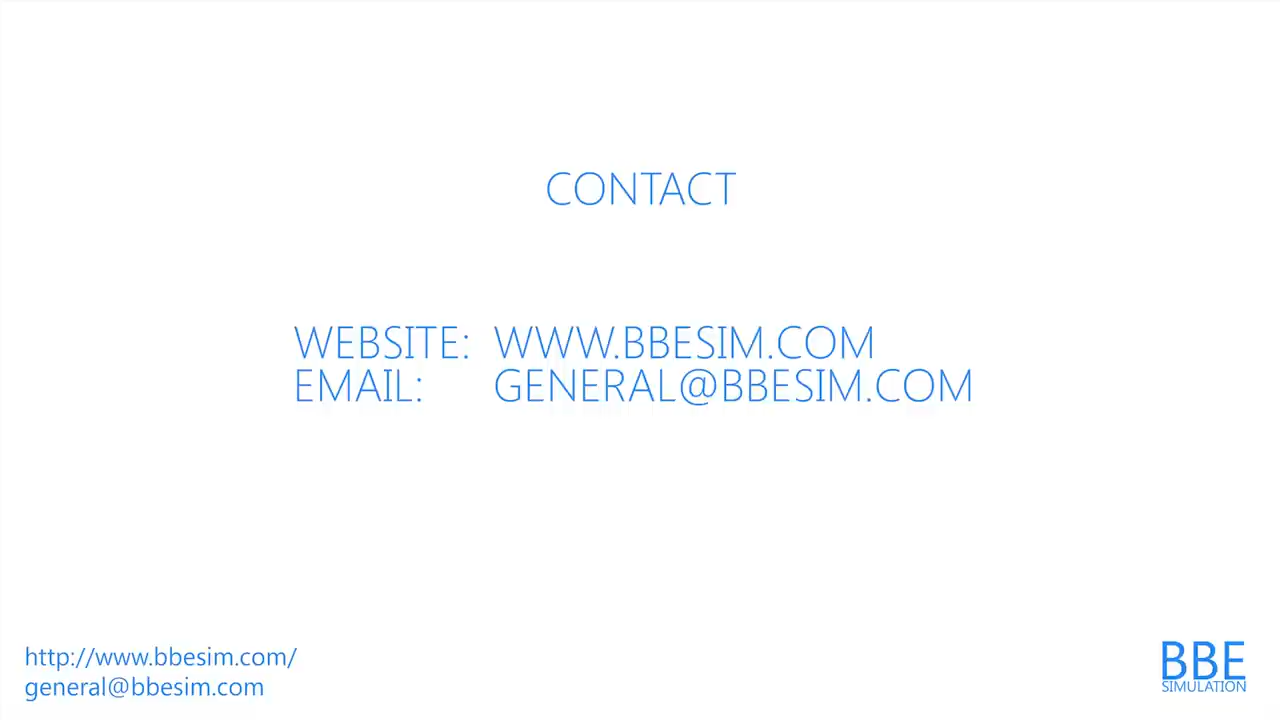 CONTACT
WEBSITE: WWW.BBESIM.COM
EMAIL: GENERAL@BBESIM.COM
http://www.bbesim.com/
general@bbesim.com
BBE
SIMULATION